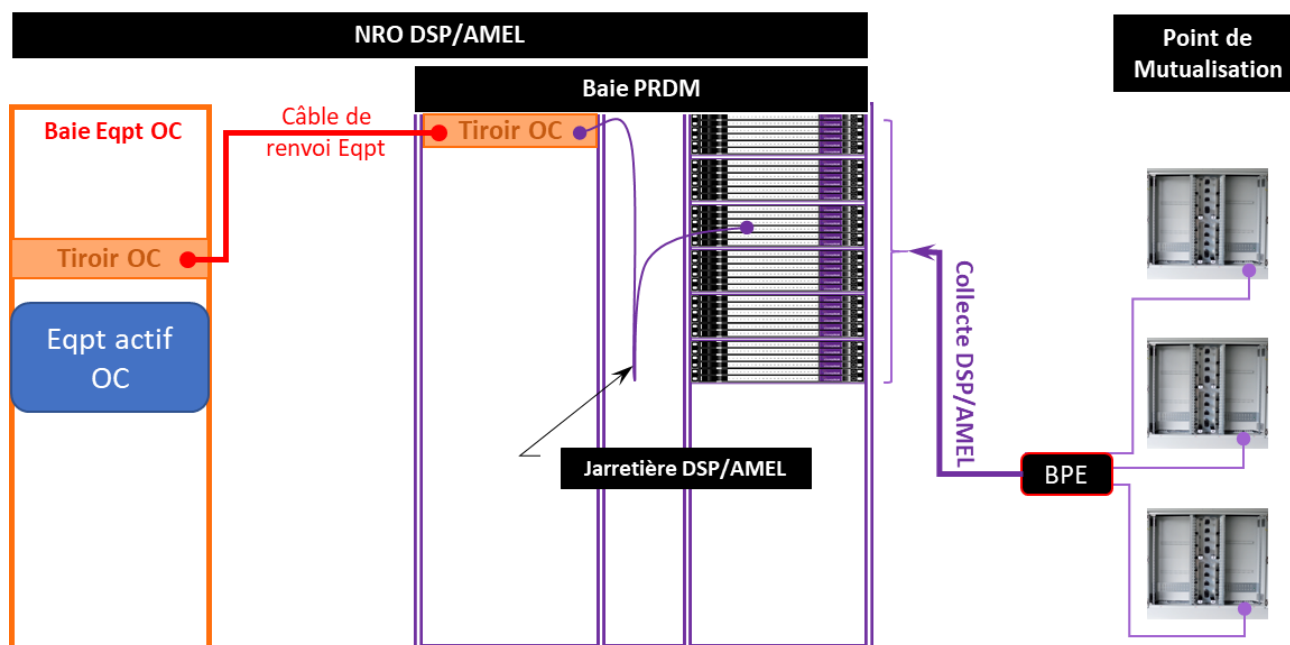 NRO DSP/AMEL
Point de
Mutualisation
Baie PRDM
Baie Eqpt OC
Câble de
renvoi Eqpt
Tiroir OC
Tiroir OC
Eqpt actif
OC
Collecte DSP/AMEL
Jarretière DSP/AMEL
BPE